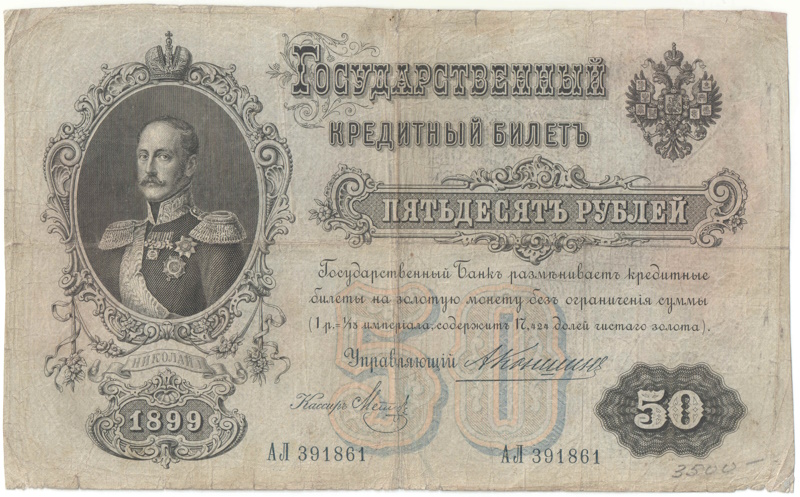 Государственный
КРЕДИТНЫЙ БИЛЕТЪ
ПЯТЬДЕСЯТЪ РУБЛЕЙ
Государственный Банкъ размѣниваетъ кредитные
билеты на золотую монету безъ ограниченія суммы
(1 р.= 1/15 имперіала, содержитъ 17,424 долей чистаго золота).
Управляющій
Кассиръ
НИКОЛАЙ I
1899
50
50
АЛ 391861
АЛ 391861
3500-